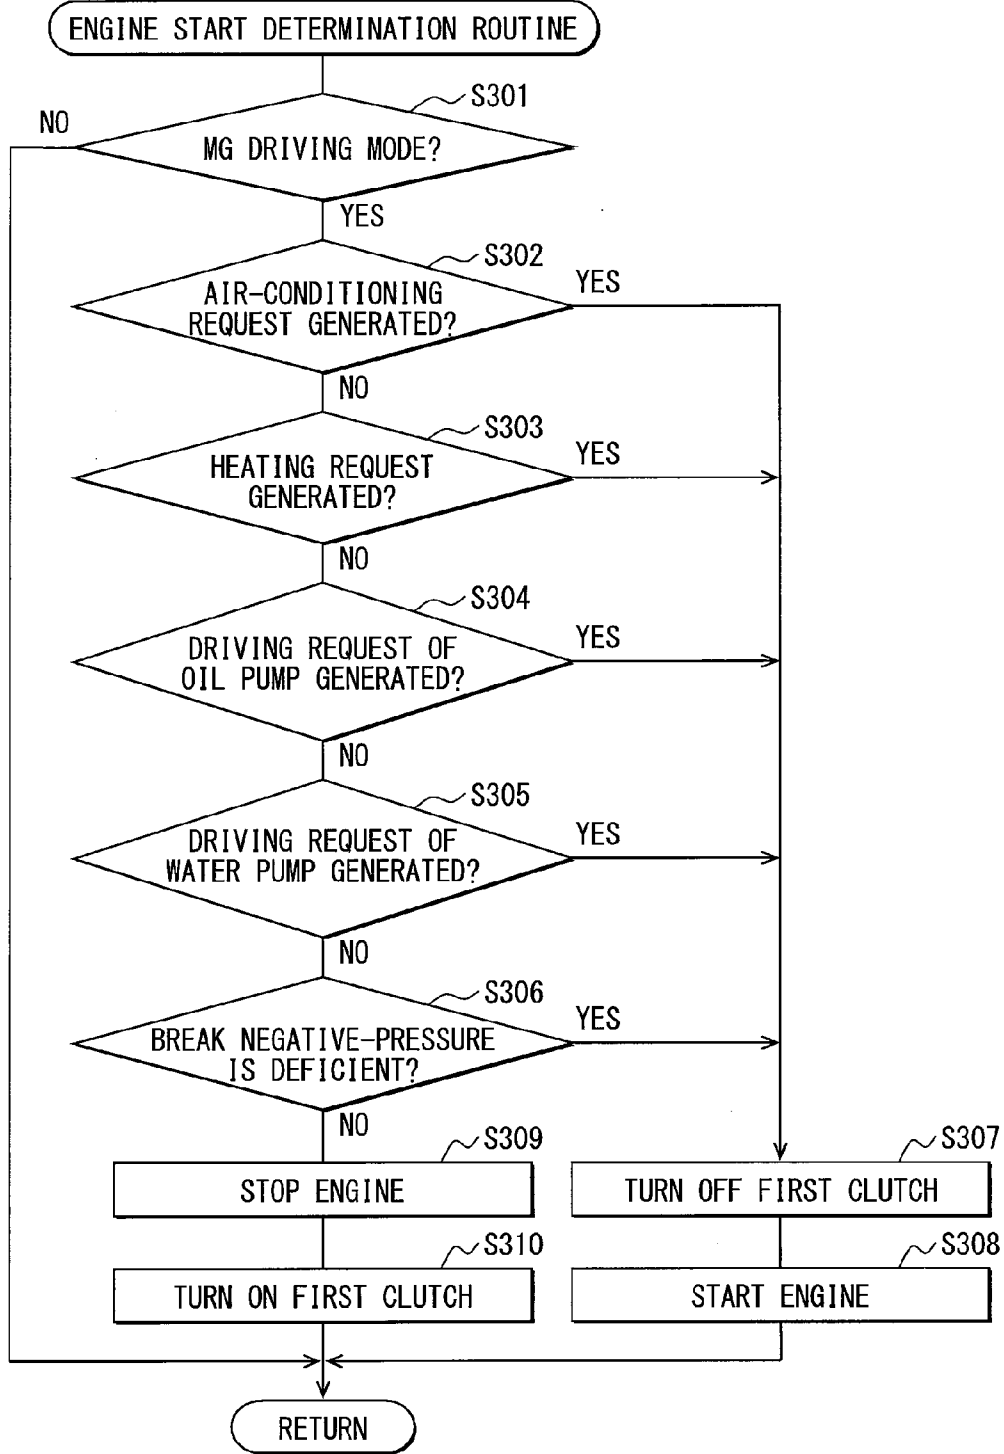 ENGINE START DETERMINATION ROUTINE
S301
NO
MG DRIVING MODE?
YES
S302
YES
AIR-CONDITIONING
REQUEST GENERATED?
NO
S303
YES
HEATING REQUEST
GENERATED?
NO
S304
YES
DRIVING REQUEST OF
OIL PUMP GENERATED?
NO
S305
YES
DRIVING REQUEST OF
WATER PUMP GENERATED?
NO
S306
YES
BREAK NEGATIVE-PRESSURE
IS DEFICIENT?
NO
S309
STOP ENGINE
S307
TURN OFF FIRST CLUTCH
S310
TURN ON FIRST CLUTCH
S308
START ENGINE
RETURN